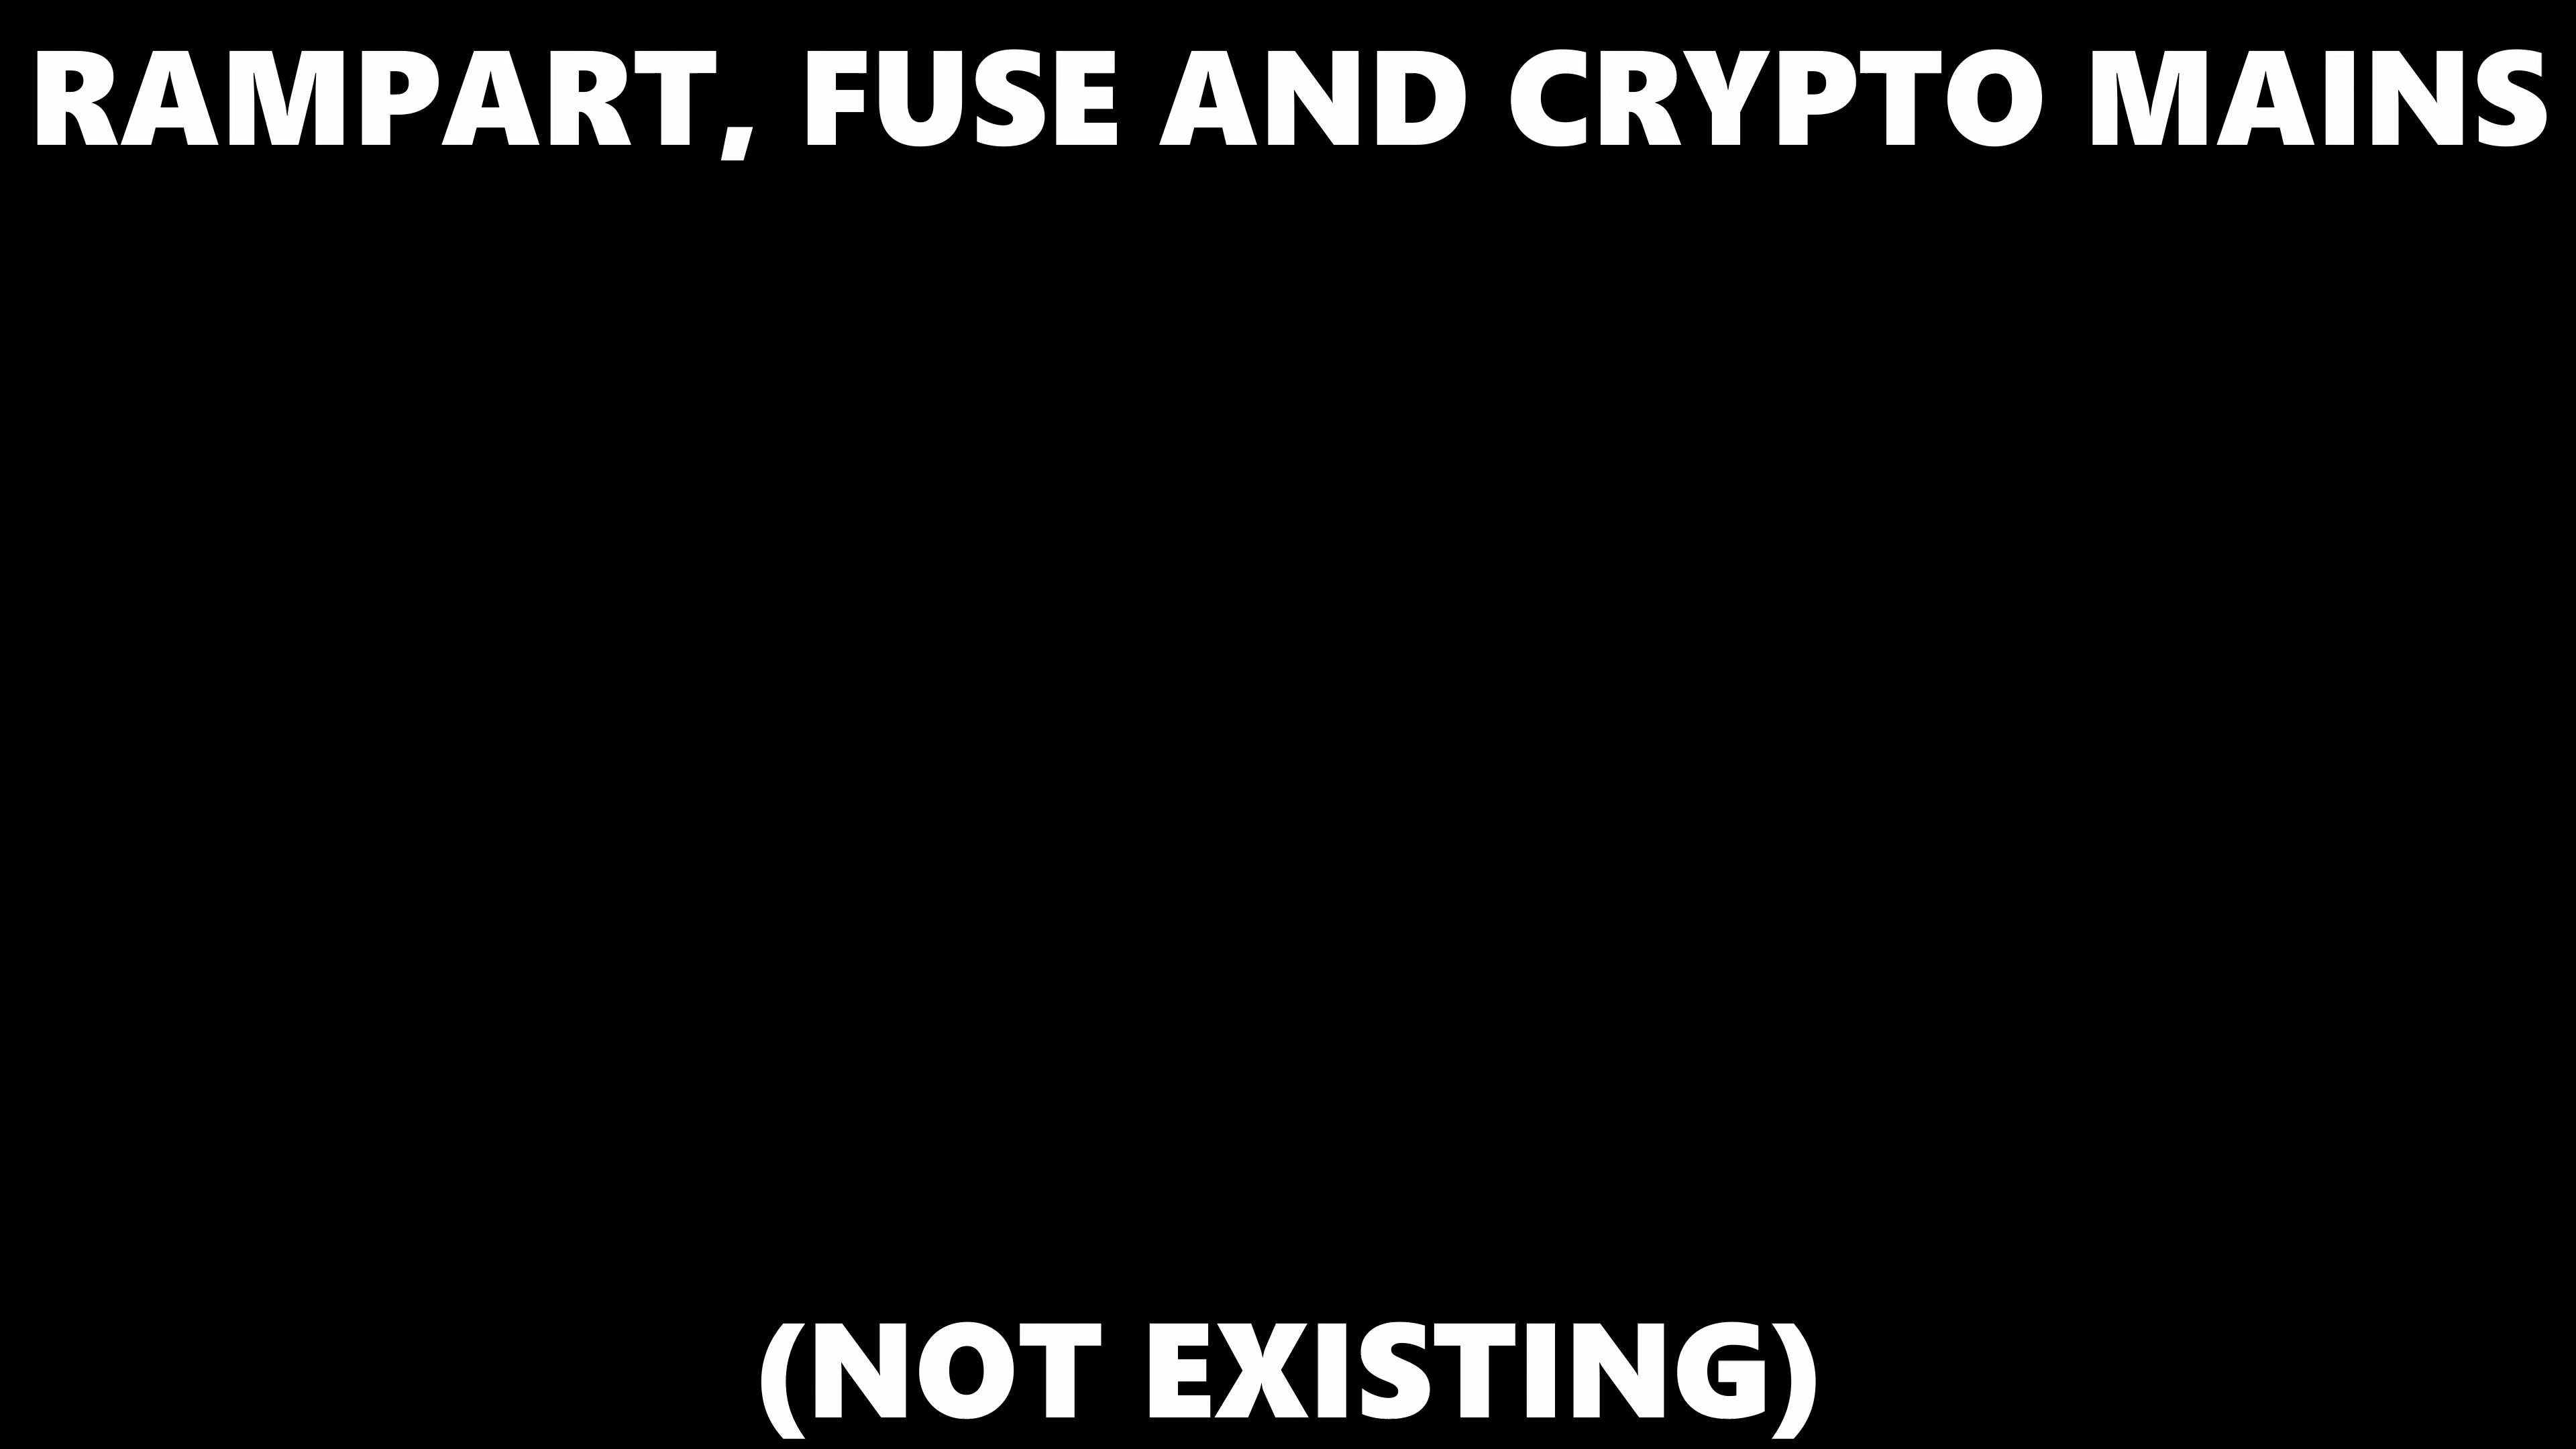 RAMPART, FUSE AND CRYPTO MAINS
(NOT EXISTING)